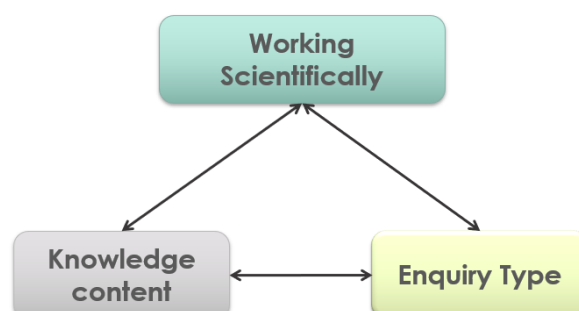 Working
Scientifically
Knowledge
content
Enquiry Type